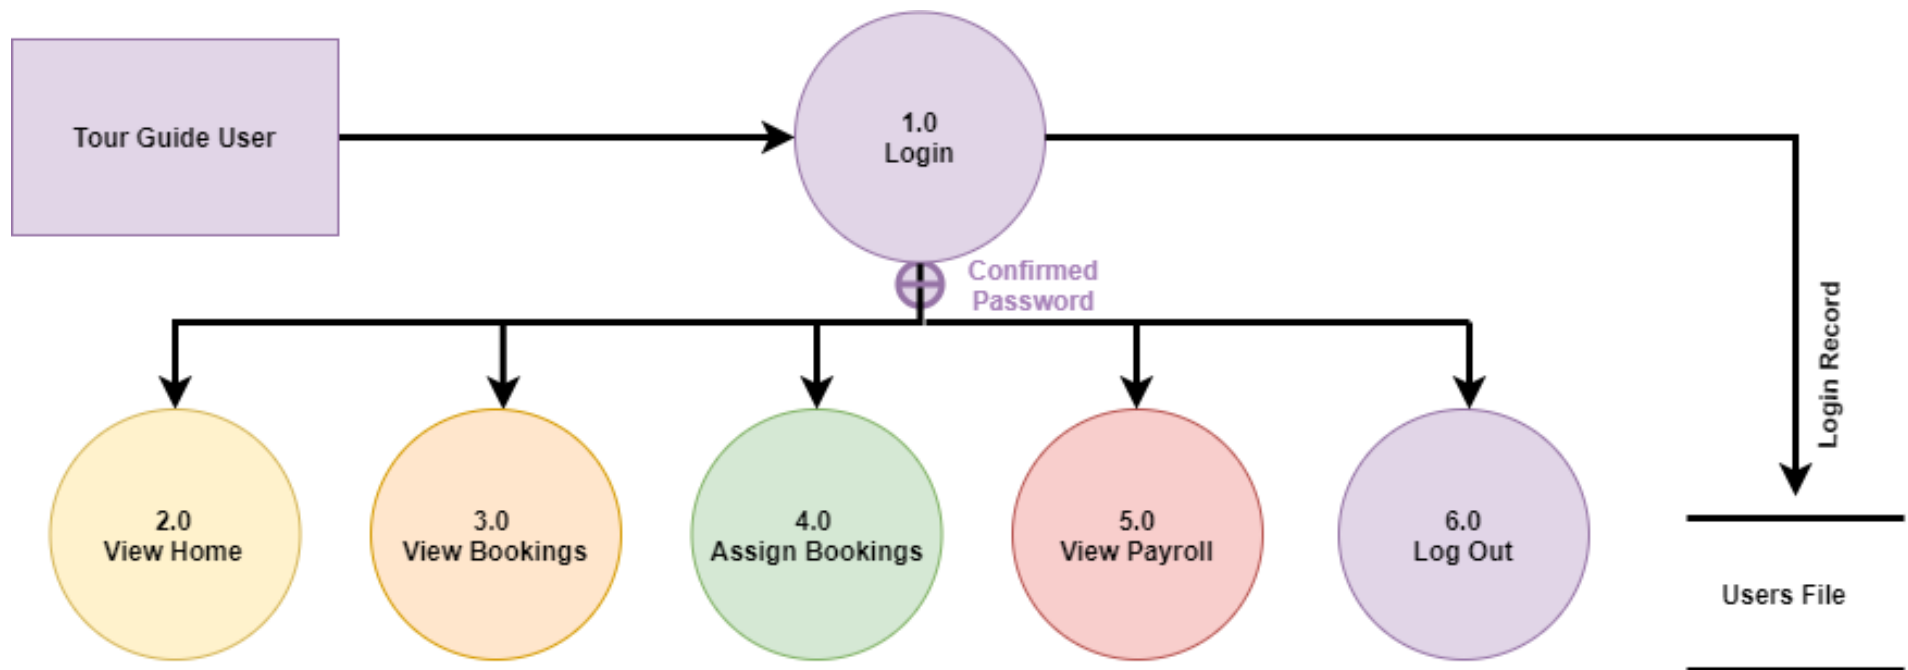 Tour Guide User
1.0
Login
Confirmed
Password
Login Record
2.0
View Home
3.0
View Bookings
4.0
Assign Bookings
5.0
View Payroll
6.0
Log Out
Users File